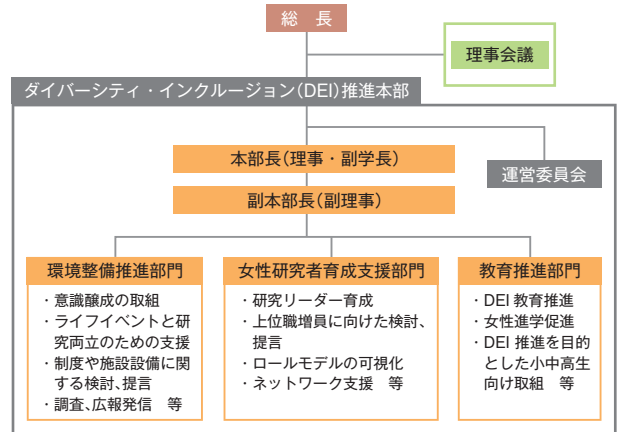 総 長
理事会議
ダイバーシティ・インクルージョン(DEI)推進本部
本部長(理事・副学長)
運営委員会
副本部長(副理事)
環境整備推進部門
・意識醸成の取組
・ライフイベントと研
究両立のための支援
・制度や施設設備に関
する検討、提言
・調査、広報発信 等
女性研究者育成支援部門
・研究リーダー育成
・上位職増員に向けた検討、
提言
・ロールモデルの可視化
・ネットワーク支援 等
教育推進部門
・DEI 教育推進
・女性進学促進
・DEI 推進を目的
とした小中高生
向け取組 等